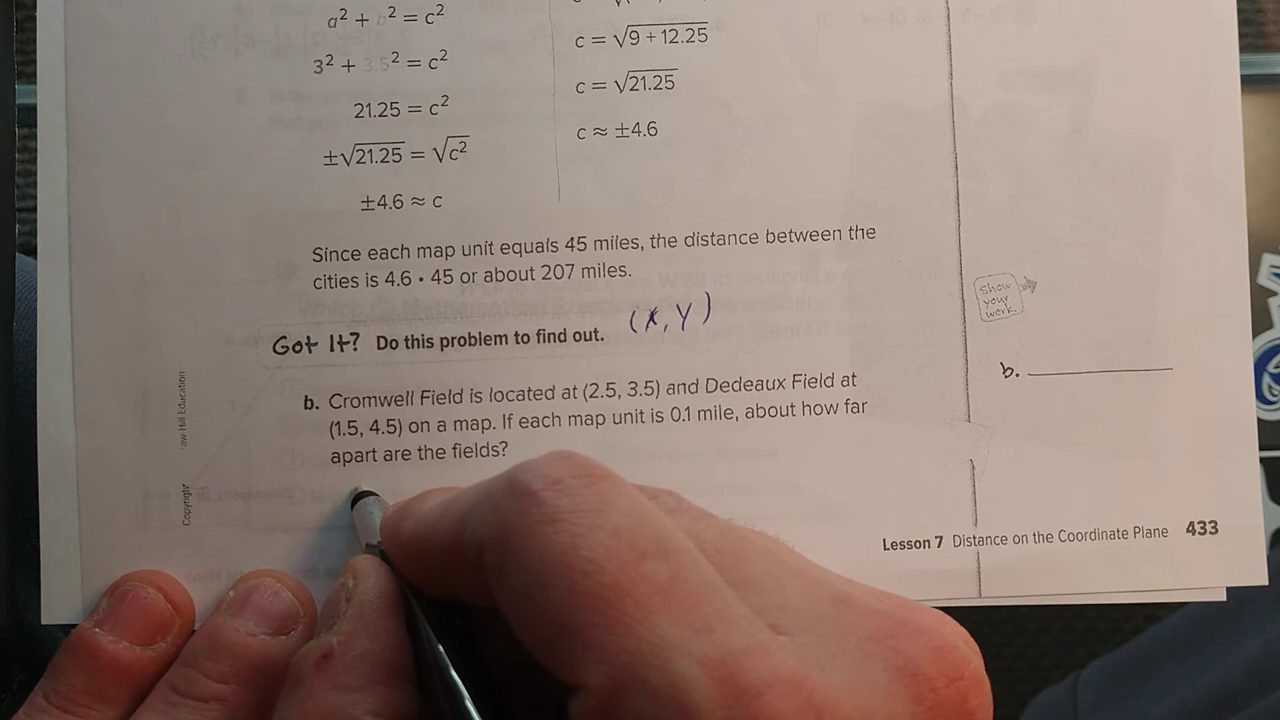 a² + b² = c²
3² + 3.5² = c²
21.25 = c²
±√21.25 = √c²
±4.6 ≈ c
c = √9 + 12.25
c = √21.25
c ≈ ±4.6
Since each map unit equals 45 miles, the distance between the
cities is 4.6 • 45 or about 207 miles.
Got It? Do this problem to find out. (x, y)
b. Cromwell Field is located at (2.5, 3.5) and Dedeaux Field at
(1.5, 4.5) on a map. If each map unit is 0.1 mile, about how far
apart are the fields?
Show
your
work.
b.
Hill Education
Lesson 7 Distance on the Coordinate Plane 433